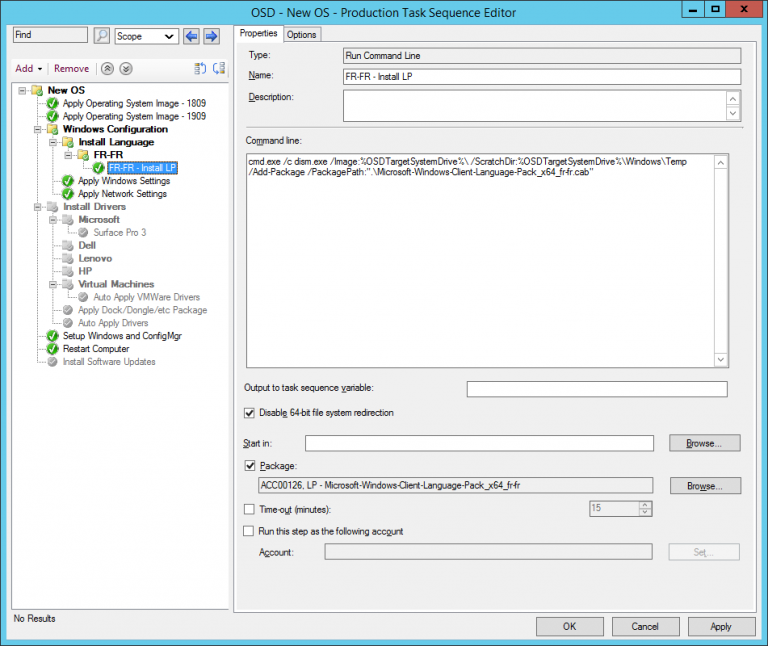 OSD - New OS - Production Task Sequence Editor
Find
Scope
Add
Remove
New OS
Apply Operating System Image - 1809
Apply Operating System Image - 1909
Windows Configuration
Install Language
FR-FR
FR-FR - Install LP
Apply Windows Settings
Apply Network Settings
Install Drivers
Microsoft
Surface Pro 3
Dell
Lenovo
HP
Virtual Machines
Auto Apply VMWare Drivers
Apply Dock/Dongle/etc Package
Auto Apply Drivers
Setup Windows and ConfigMgr
Restart Computer
Install Software Updates
No Results
Properties
Options
Type:
Run Command Line
Name:
FR-FR - Install LP
Description:
Command line:
cmd.exe /c dism.exe /Image:%OSDTargetSystemDrive%\ /ScratchDir:%OSDTargetSystemDrive%\Windows\Temp
/Add-Package /PackagePath:".\Microsoft-Windows-Client-Language-Pack_x64_fr-fr.cab"
Output to task sequence variable:
Disable 64-bit file system redirection
Start in:
Browse...
Package:
ACC00126, LP - Microsoft-Windows-Client-Language-Pack_x64_fr-fr
Browse...
Time-out (minutes):
15
Run this step as the following account
Account:
Set...
OK
Cancel
Apply